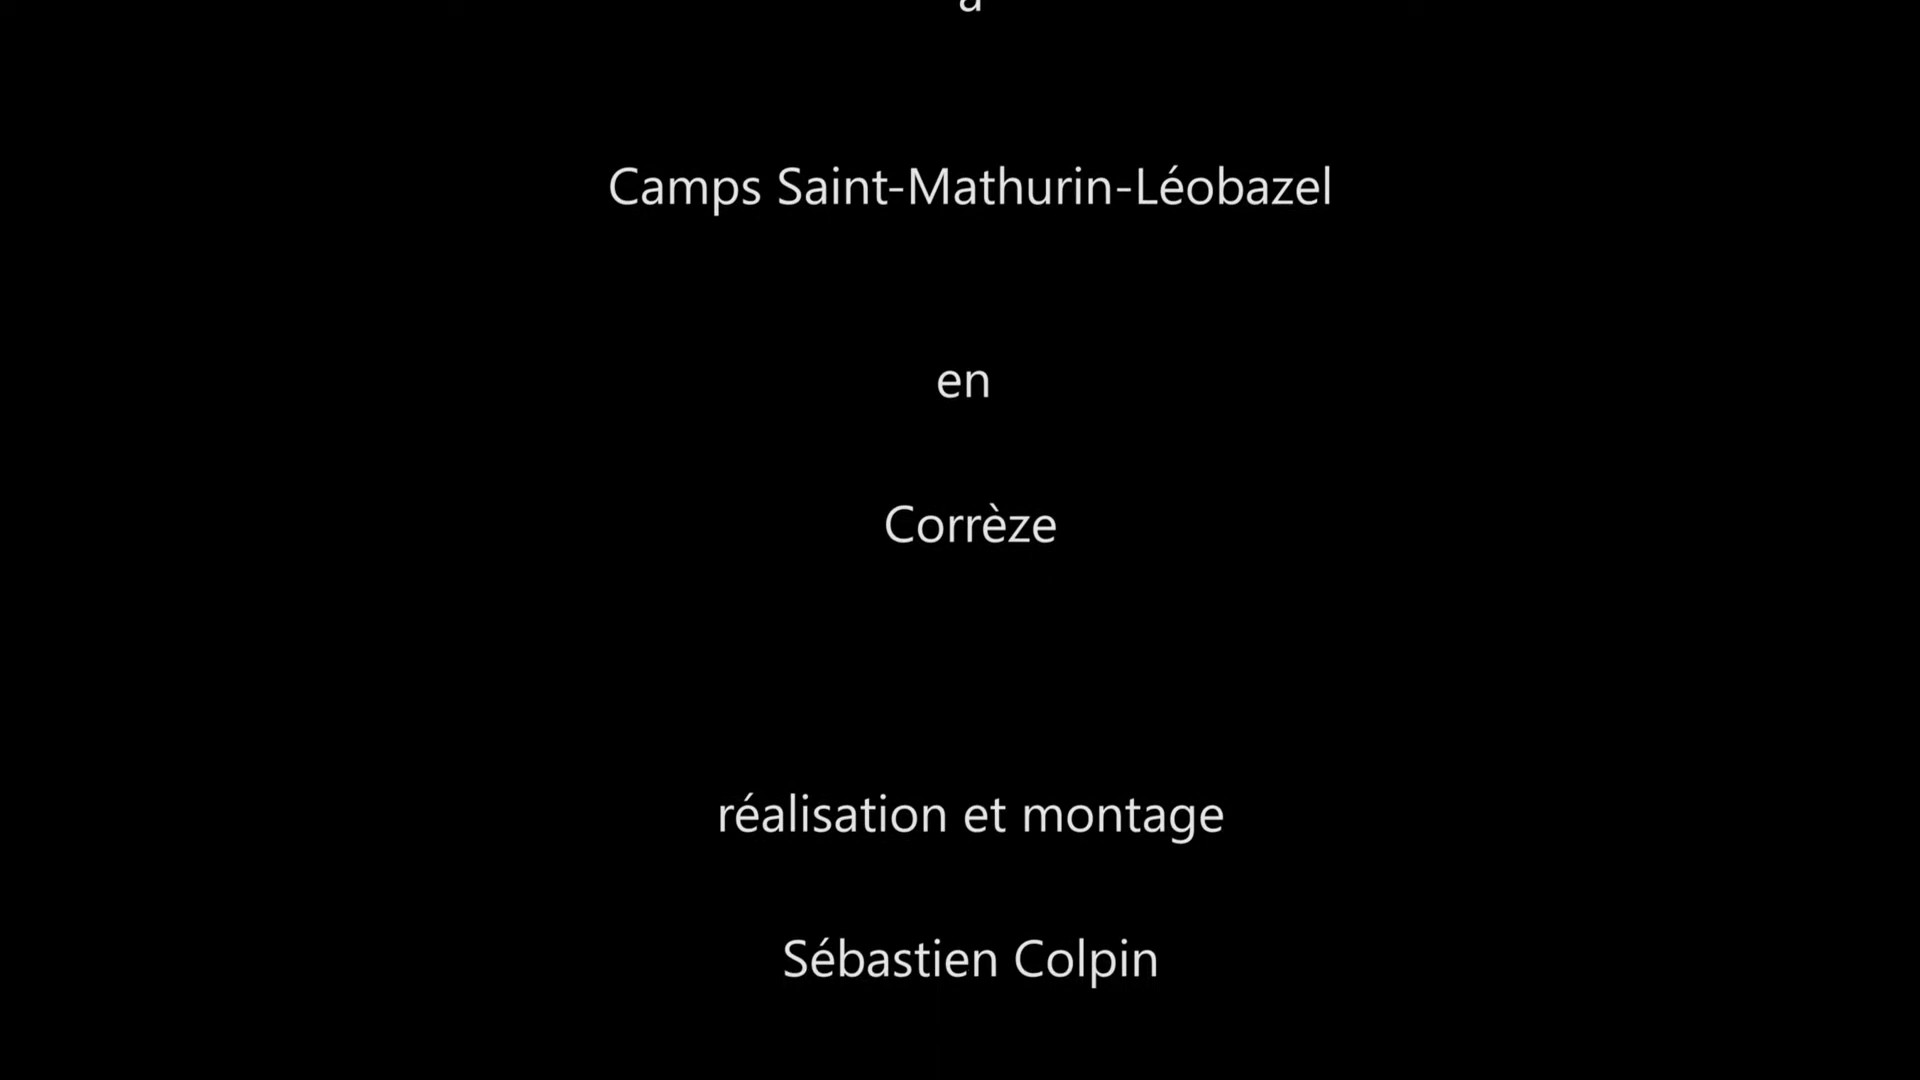 Camps Saint-Mathurin-Léobazel
en
Corrèze
réalisation et montage
Sébastien Colpin